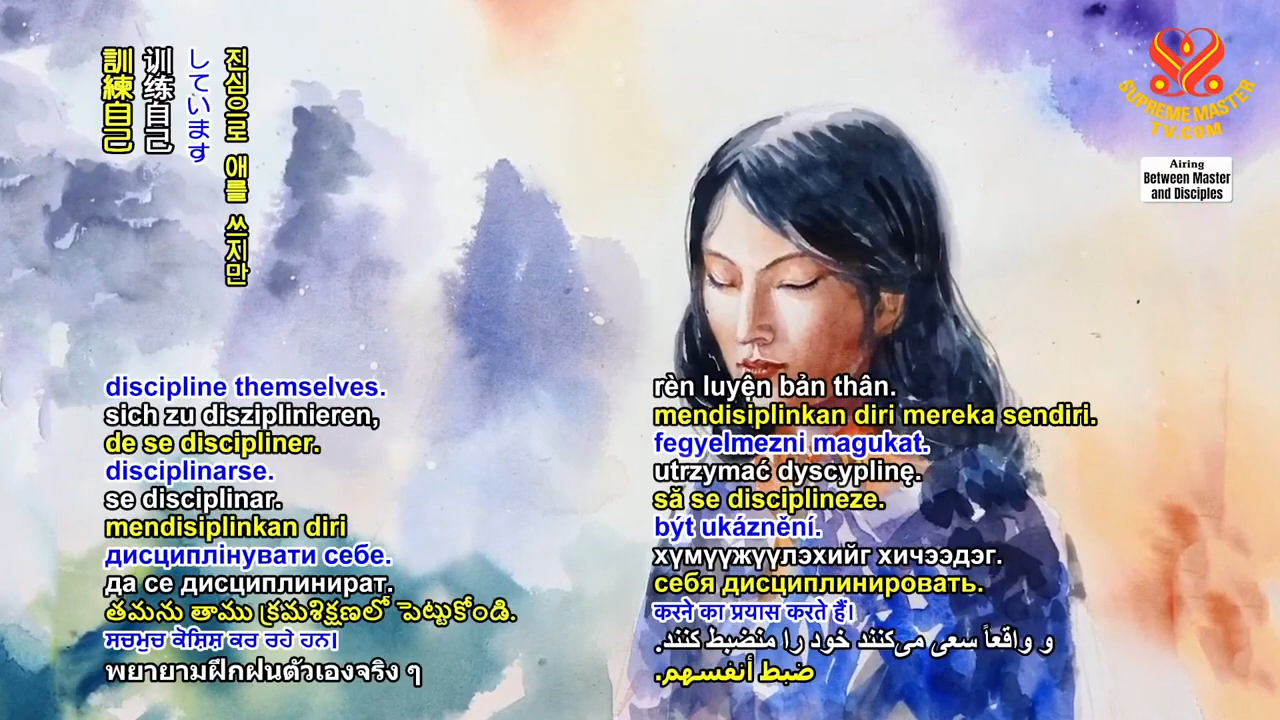 訓練自己
训练自己
しています
진심으로 애를 쓰지만
SUPREME MASTER
TV.COM
Airing
Between Master
and Disciples
discipline themselves.
sich zu disziplinieren,
de se discipliner.
disciplinarse.
se disciplinar.
mendisiplinkan diri
дисциплінувати себе.
да се дисциплинират.
తమను తాము క్రమశిక్షణలో పెట్టుకోండి.
ਸਚਮੁਚ ਕੋਸ਼ਿਸ਼ ਕਰ ਰਹੇ ਹਨ।
พยายามฝึกฝนตัวเองจริง ๆ
rèn luyện bản thân.
mendisiplinkan diri mereka sendiri.
fegyelmezni magukat.
utrzymać dyscyplinę.
să se disciplineze.
být ukáznění.
хүмүүжүүлэхийг хичээдэг.
себя дисциплинировать.
करने का प्रयास करते हैं।
و واقعاً سعی می‌کنند خود را منضبط کنند.
ضبط أنفسهم.